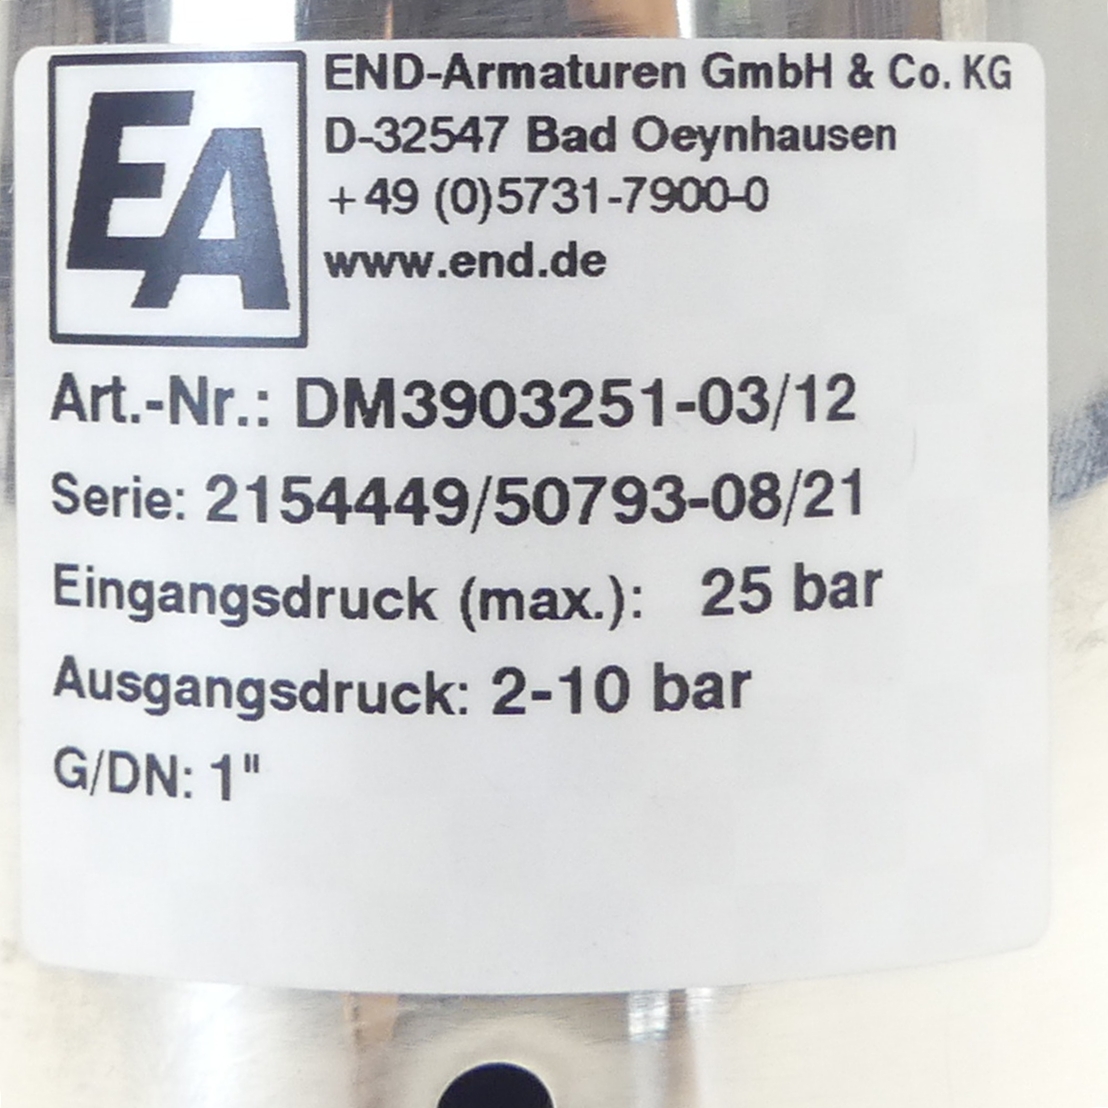 EA
END-Armaturen GmbH & Co. KG
D-32547 Bad Oeynhausen
+49 (0)5731-7900-0
www.end.de
Art.-Nr.: DM3903251-03/12
Serie: 2154449/50793-08/21
Eingangsdruck (max.): 25 bar
Ausgangsdruck: 2-10 bar
G/DN: 1"